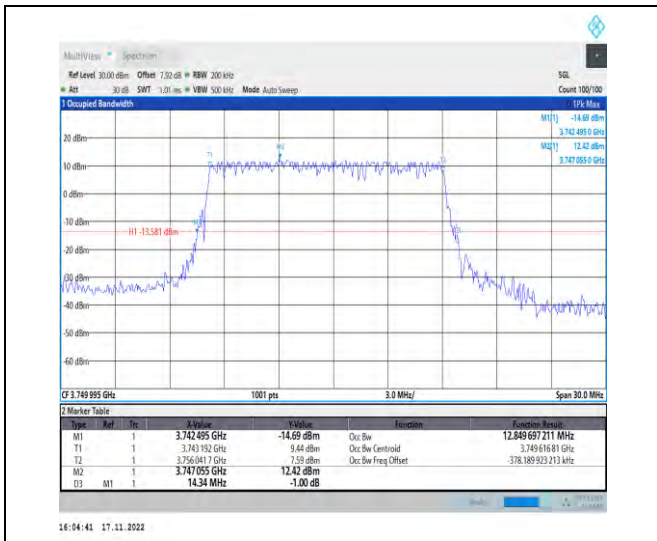 MultiView Spectrum
Ref Level 30.00 dBm Offset 7.92 dB RBW 200 kHz SGL
Att 30 dB SWT 1.01 ms VBW 500 kHz Mode Auto Sweep Count 100/100
1 Occupied Bandwidth 1Pk Max
M1[1] -14.69 dBm
3.742 495 0 GHz
M2[1] 12.42 dBm
3.747 055 0 GHz
20 dBm
M2
T1
10 dBm
0 dBm
-10 dBm
H1 -13.581 dBm
-20 dBm
-30 dBm
-40 dBm
-50 dBm
-60 dBm
CF 3.749 995 GHz 1001 pts 3.0 MHz/ Span 30.0 MHz
2 Marker Table
Type Ref Trc X-Value Y-Value Function Function Result
M1 1 3.742 495 GHz -14.69 dBm Occ Bw 12.849 697 211 MHz
T1 1 3.743 192 GHz 9.44 dBm Occ Bw Centroid 3.749 616 81 GHz
T2 1 3.756 041 7 GHz 7.59 dBm Occ Bw Freq Offset -378.189 923 213 kHz
M2 1 3.747 055 GHz 12.42 dBm
D3 M1 1 14.34 MHz -1.00 dB
16:04:41 17.11.2022